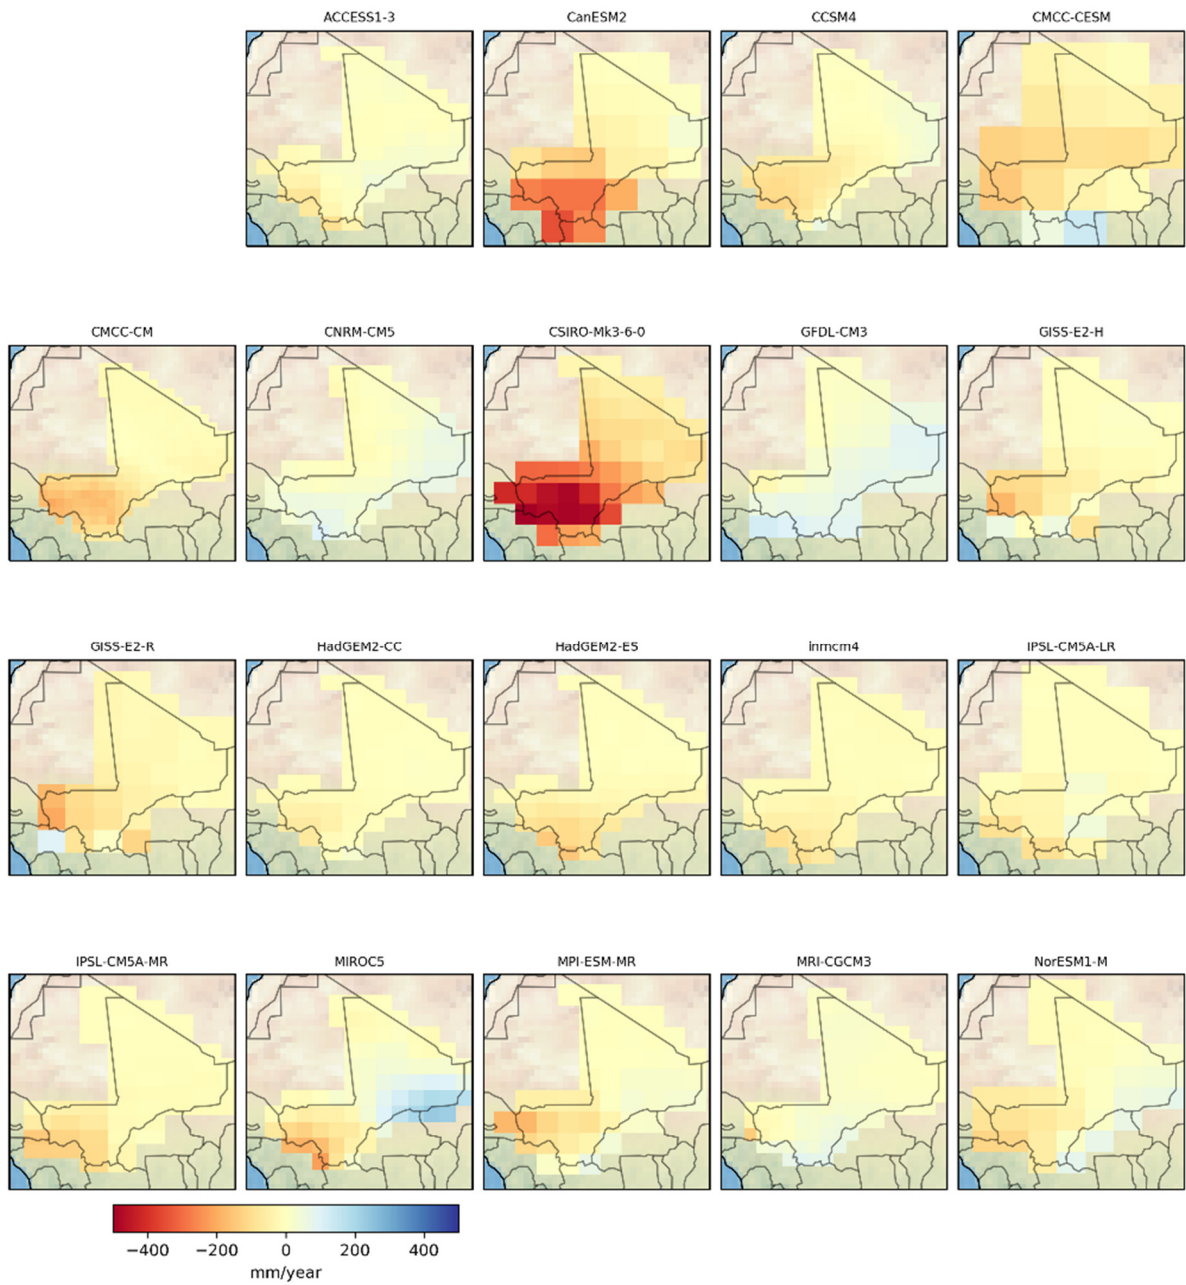 ACCESS1-3 CanESM2 CCSM4 CMCC-CESM
CMCC-CM CNRM-CM5 CSIRO-Mk3-6-0 GFDL-CM3 GISS-E2-H
GISS-E2-R HadGEM2-CC HadGEM2-ES inmcm4 IPSL-CM5A-LR
IPSL-CM5A-MR MIROC5 MPI-ESM-MR MRI-CGCM3 NorESM1-M
−400 −200 0 200 400
mm/year